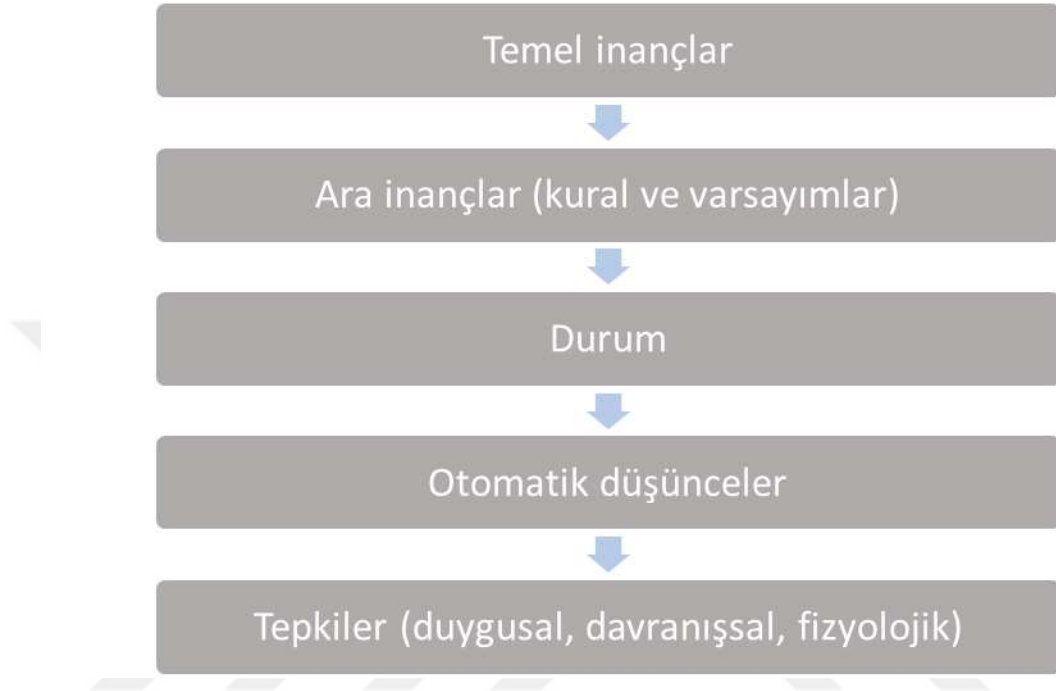 Temel inançlar
Ara inançlar (kural ve varsayımlar)
Durum
Otomatik düşünceler
Tepkiler (duygusal, davranışsal, fizyolojik)